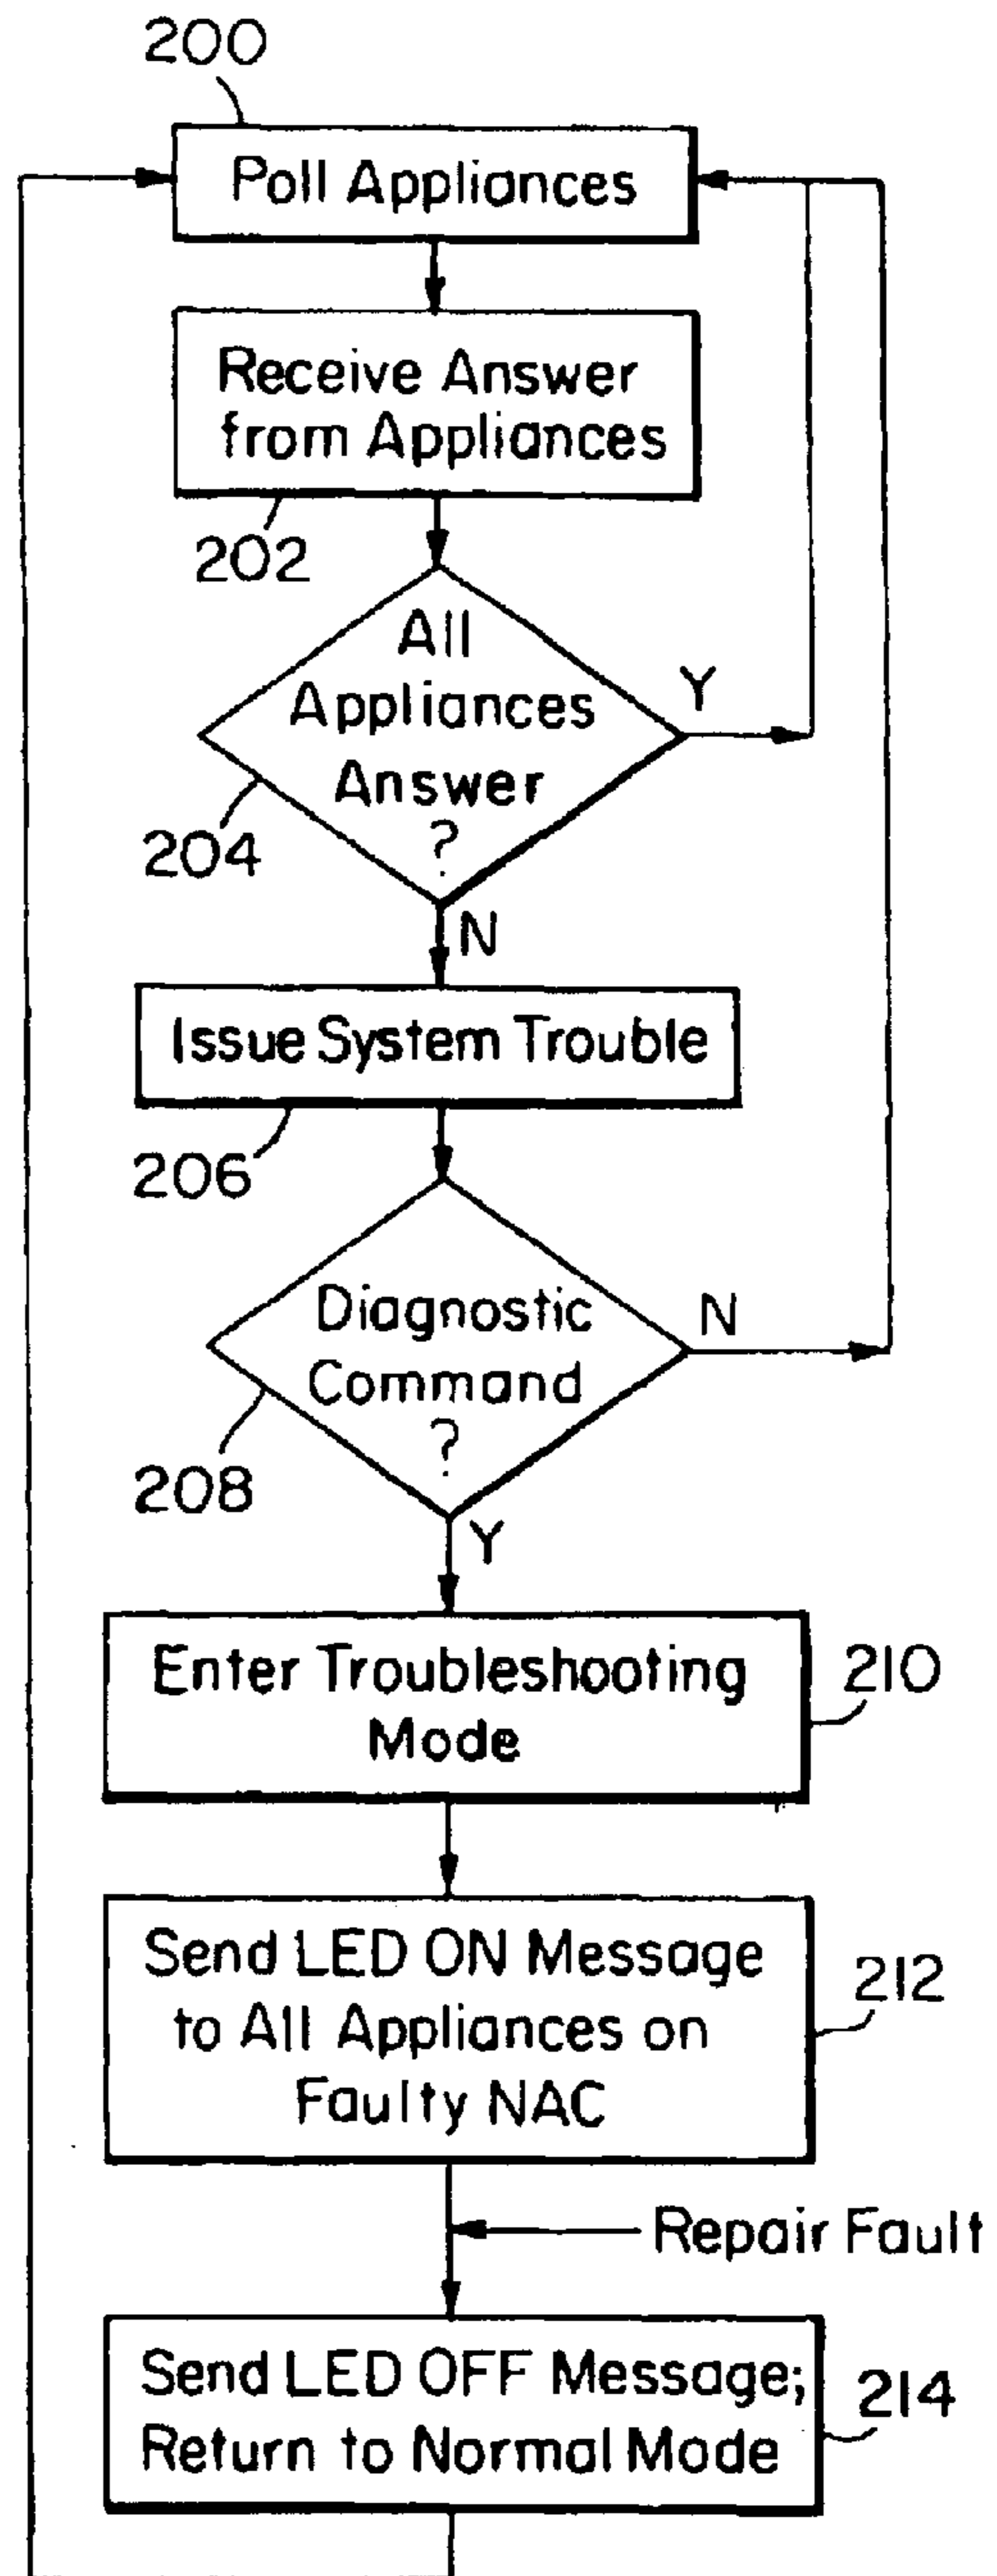 200
Poll Appliances
Receive Answer
from Appliances
202
All
Appliances
Answer
?
Y
204
N
Issue System Trouble
206
Diagnostic
Command
?
N
208
Y
Enter Troubleshooting
Mode
210
Send LED ON Message
to All Appliances on
Faulty NAC
212
Repair Fault
Send LED OFF Message;
Return to Normal Mode
214